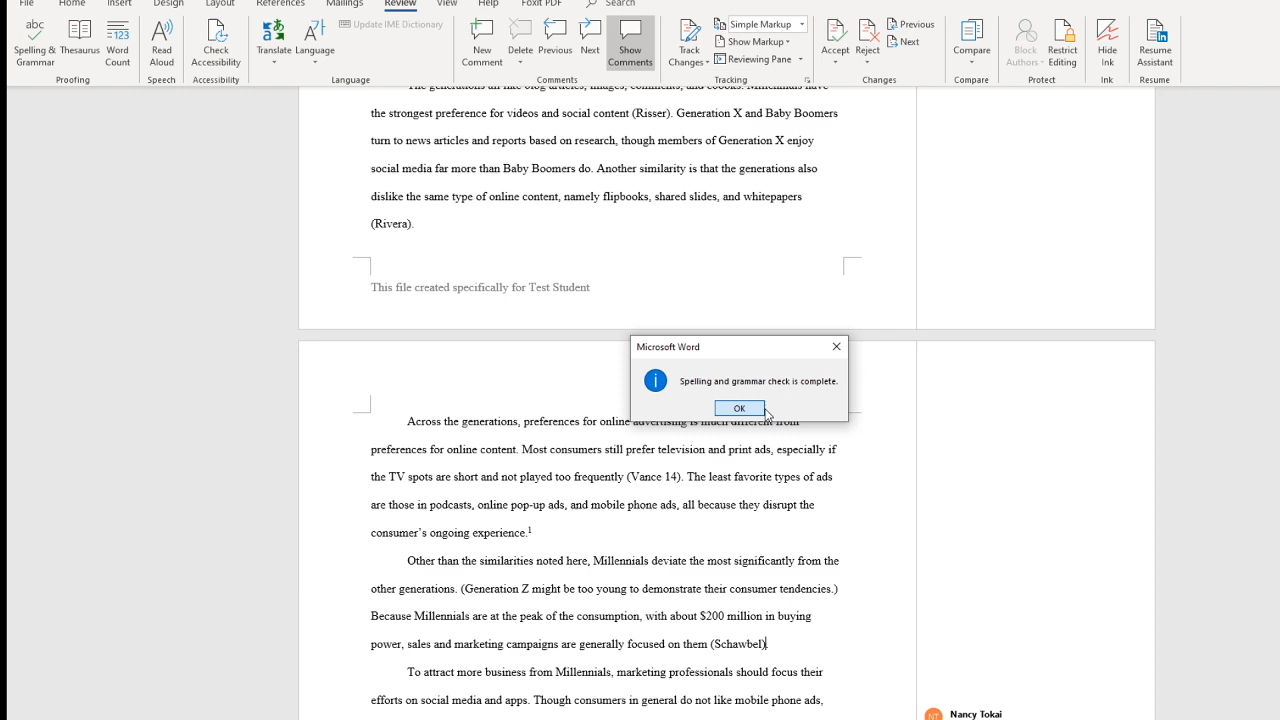 File Insert Design Layout References Mailings Review View Help Foxit PDF Search
abc
Spelling & Grammar
Thesaurus
Word Count
Proofing
Read Aloud
Speech
Check Accessibility
Accessibility
Translate
Language
Update IME Dictionary
Language
New Comment
Delete
Previous
Next
Show Comments
Comments
Track Changes
Simple Markup
Show Markup
Reviewing Pane
Tracking
Accept
Reject
Previous
Next
Changes
Compare
Compare
Block Authors
Restrict Editing
Protect
Hide Ink
Ink
Resume Assistant
Resume
The generations all like blog articles, images, comments, and ebooks. Millennials have
the strongest preference for videos and social content (Risser). Generation X and Baby Boomers
turn to news articles and reports based on research, though members of Generation X enjoy
social media far more than Baby Boomers do. Another similarity is that the generations also
dislike the same type of online content, namely flipbooks, shared slides, and whitepapers
(Rivera).
This file created specifically for Test Student
Microsoft Word
Spelling and grammar check is complete.
OK
Across the generations, preferences for online advertising is much different from
preferences for online content. Most consumers still prefer television and print ads, especially if
the TV spots are short and not played too frequently (Vance 14). The least favorite types of ads
are those in podcasts, online pop-up ads, and mobile phone ads, all because they disrupt the
consumer’s ongoing experience.1
Other than the similarities noted here, Millennials deviate the most significantly from the
other generations. (Generation Z might be too young to demonstrate their consumer tendencies.)
Because Millennials are at the peak of the consumption, with about $200 million in buying
power, sales and marketing campaigns are generally focused on them (Schawbel).
To attract more business from Millennials, marketing professionals should focus their
efforts on social media and apps. Though consumers in general do not like mobile phone ads,
NT Nancy Tokai